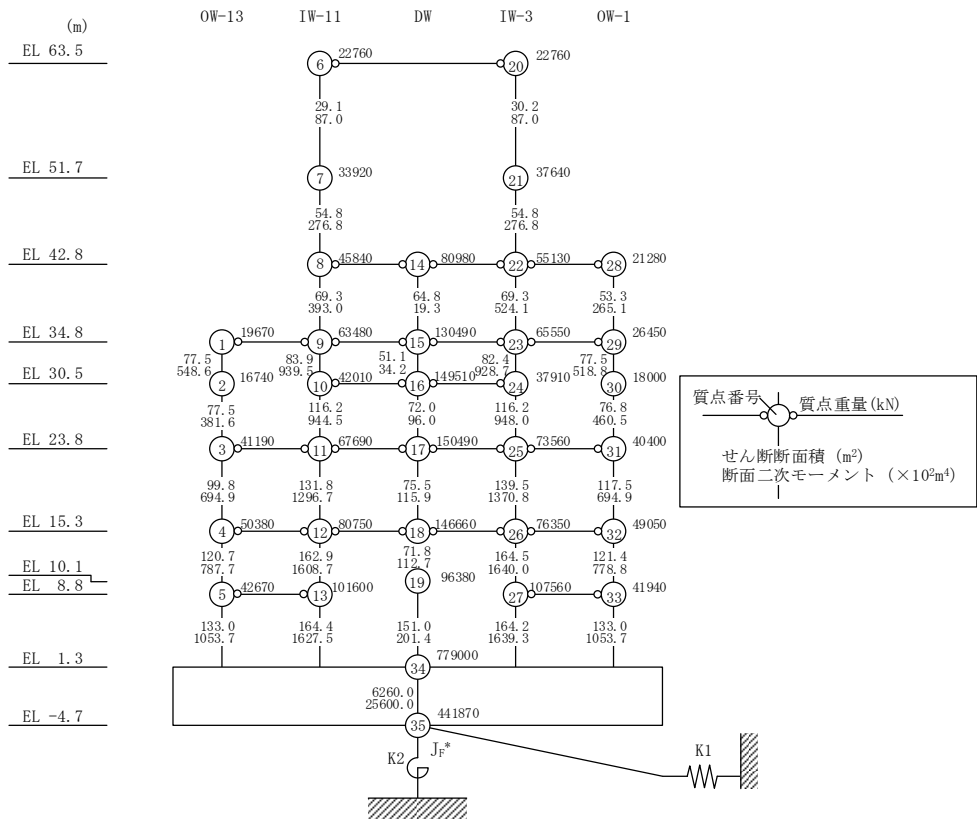 OW-13 IW-11 DW IW-3 OW-1
(m)
EL 63.5
6 22760 20 22760
29.1 30.2
87.0 87.0
EL 51.7
7 33920 21 37640
54.8 54.8
276.8 276.8
EL 42.8
8 45840 14 80980 22 55130 28 21280
69.3 64.8 69.3 53.3
393.0 19.3 524.1 265.1
EL 34.8
1 19670 9 63480 15 130490 23 65550 29 26450
77.5 83.9 51.1 82.4 77.5
548.6 939.5 34.2 928.7 518.8
EL 30.5
2 16740 10 42010 16 149510 24 37910 30 18000
77.5 116.2 72.0 116.2 76.8
381.6 944.5 96.0 948.0 460.5
EL 23.8
3 41190 11 67690 17 150490 25 73560 31 40400
99.8 131.8 75.5 139.5 117.5
694.9 1296.7 115.9 1370.8 694.9
EL 15.3
4 50380 12 80750 18 146660 26 76350 32 49050
120.7 162.9 71.8 164.5 121.4
787.7 1608.7 112.7 1640.0 778.8
EL 10.1
19 96380
EL 8.8
5 42670 13 101600 27 107560 33 41940
133.0 164.4 151.0 164.2 133.0
1053.7 1627.5 201.4 1639.3 1053.7
EL 1.3
34 779000
6260.0
25600.0
EL -4.7
35 441870
K2 JF* K1
質点番号 質点重量(kN)
せん断断面積 (m²)
断面二次モーメント (×10²m⁴)